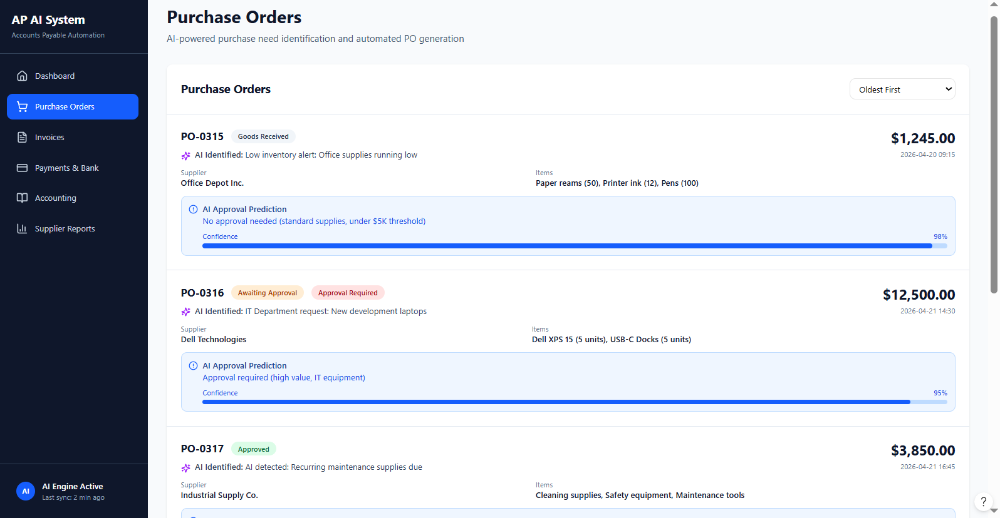 AP AI System
Accounts Payable Automation
Dashboard
Purchase Orders
Invoices
Payments & Bank
Accounting
Supplier Reports
AI
AI Engine Active
Last sync: 2 min ago
Purchase Orders
AI-powered purchase need identification and automated PO generation
Purchase Orders
Oldest First
PO-0315 Goods Received
$1,245.00
AI Identified: Low inventory alert: Office supplies running low
2026-04-20 09:15
Supplier
Items
Office Depot Inc.
Paper reams (50), Printer ink (12), Pens (100)
AI Approval Prediction
No approval needed (standard supplies, under $5K threshold)
Confidence 98%
PO-0316 Awaiting Approval Approval Required
$12,500.00
AI Identified: IT Department request: New development laptops
2026-04-21 14:30
Supplier
Items
Dell Technologies
Dell XPS 15 (5 units), USB-C Docks (5 units)
AI Approval Prediction
Approval required (high value, IT equipment)
Confidence 95%
PO-0317 Approved
$3,850.00
AI Identified: AI detected: Recurring maintenance supplies due
2026-04-21 16:45
Supplier
Items
Industrial Supply Co.
Cleaning supplies, Safety equipment, Maintenance tools
?